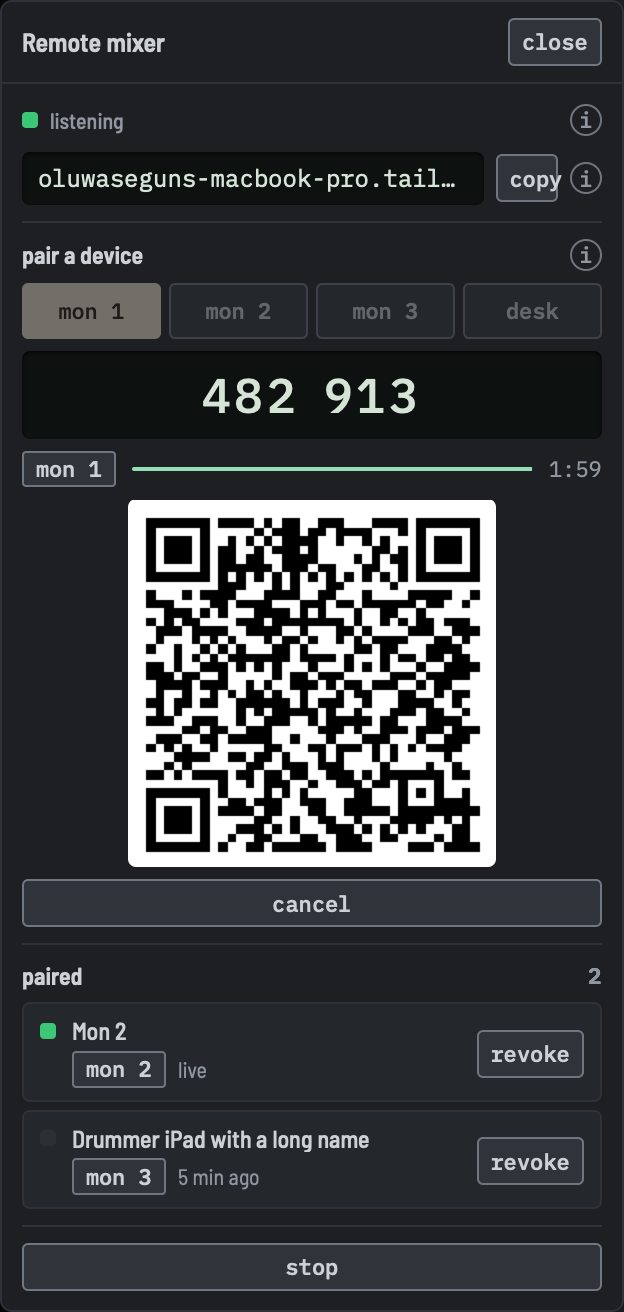 Remote mixer close
listening i
oluwaseguns-macbook-pro.tail… copy i
pair a device i
mon 1 mon 2 mon 3 desk
482 913
mon 1 1:59
cancel
paired 2
Mon 2
mon 2 live revoke
Drummer iPad with a long name
mon 3 5 min ago revoke
stop